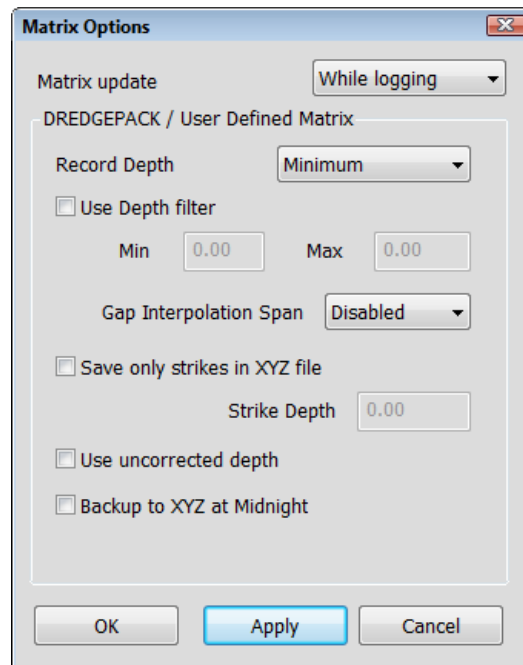 Matrix Options
Matrix update While logging
DREDGEPACK / User Defined Matrix
Record Depth Minimum
Use Depth filter
Min 0.00 Max 0.00
Gap Interpolation Span Disabled
Save only strikes in XYZ file
Strike Depth 0.00
Use uncorrected depth
Backup to XYZ at Midnight
OK Apply Cancel